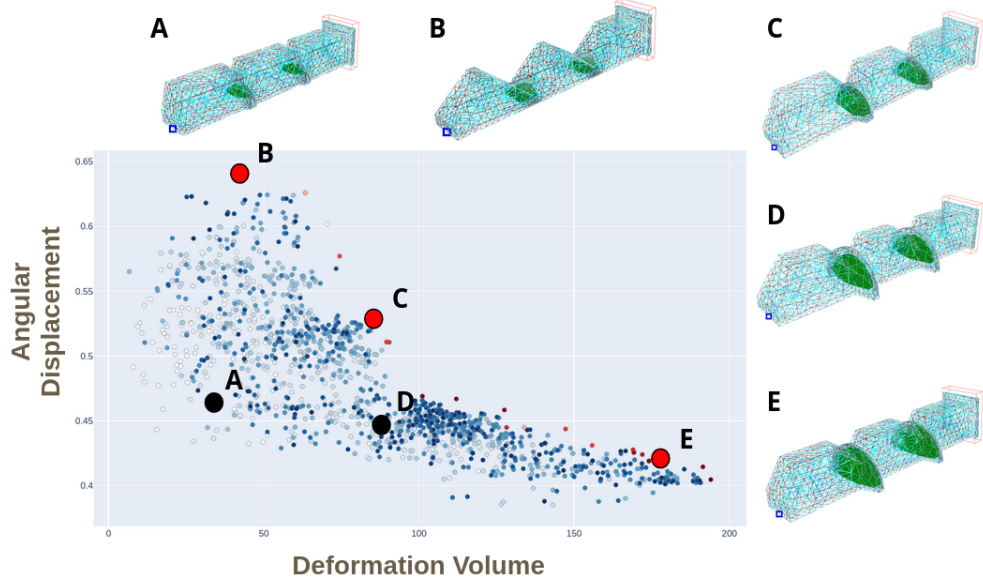 A
B
C
B
0.65
0.6
D
0.55
C
0.5
A
D
0.45
E
E
0.4
Angular
Displacement
0
50
100
150
200
Deformation Volume